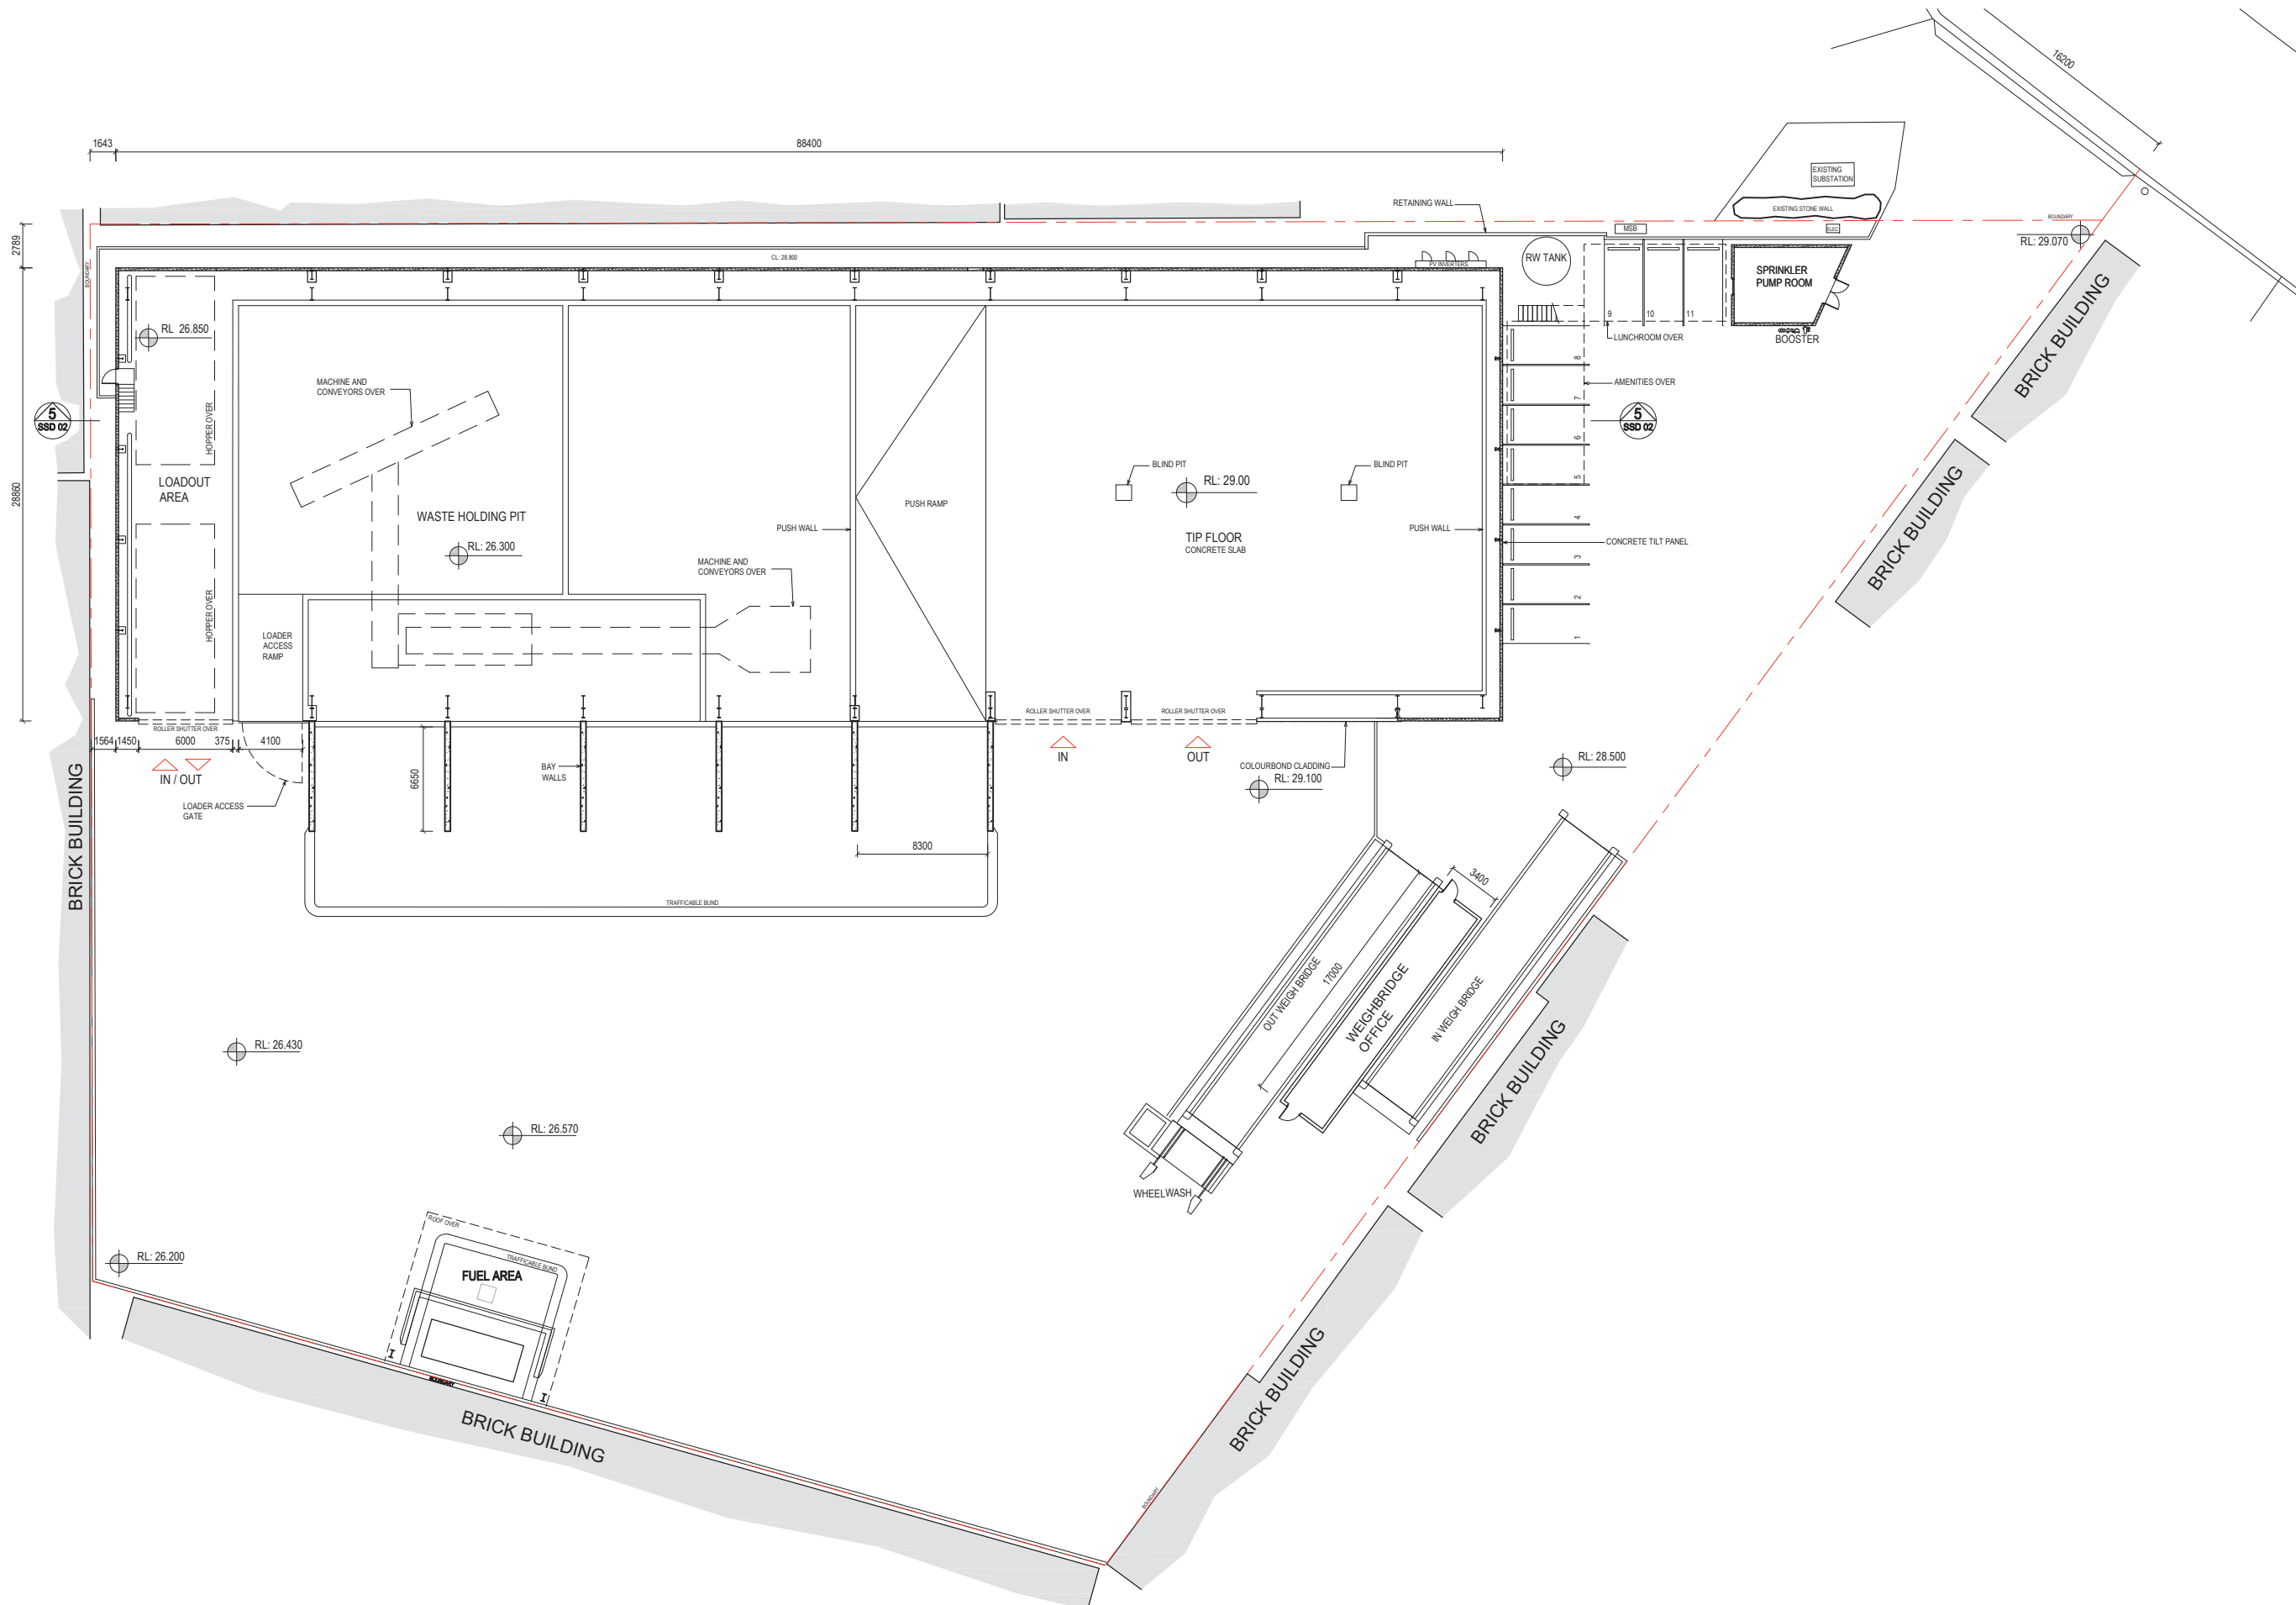 16200
1643
88400
EXISTING
SUBSTATION
EXISTING STONE WALL
RETAINING WALL
BOUNDARY
MSB
ELEC
RL: 29.070
2789
CL: 28.800
PV INVERTERS
RW TANK
SPRINKLER
PUMP ROOM
BOUNDARY
RL 26.850
9
10
11
LUNCHROOM OVER
BOOSTER
BRICK BUILDING
MACHINE AND
CONVEYORS OVER
8
7
6
5
4
3
2
1
AMENITIES OVER
5
SSD 02
5
SSD 02
HOPPER OVER
LOADOUT
AREA
BLIND PIT
BLIND PIT
RL: 29.00
28860
PUSH RAMP
WASTE HOLDING PIT
RL: 26.300
PUSH WALL
TIP FLOOR
CONCRETE SLAB
PUSH WALL
CONCRETE TILT PANEL
BRICK BUILDING
MACHINE AND
CONVEYORS OVER
HOPPER OVER
LOADER
ACCESS
RAMP
ROLLER SHUTTER OVER
ROLLER SHUTTER OVER
ROLLER SHUTTER OVER
1564
1450
6000
375
4100
IN / OUT
IN
OUT
BAY
WALLS
6650
COLOURBOND CLADDING
RL: 29.100
RL: 28.500
LOADER ACCESS
GATE
BRICK BUILDING
8300
3400
TRAFFICABLE BUND
OUT WEIGH BRIDGE
17000
WEIGHBRIDGE
OFFICE
IN WEIGH BRIDGE
RL: 26.430
BRICK BUILDING
RL: 26.570
WHEEL WASH
ROOF OVER
RL: 26.200
TRAFFICABLE BUND
FUEL AREA
BOUNDARY
BRICK BUILDING
BRICK BUILDING
BOUNDARY